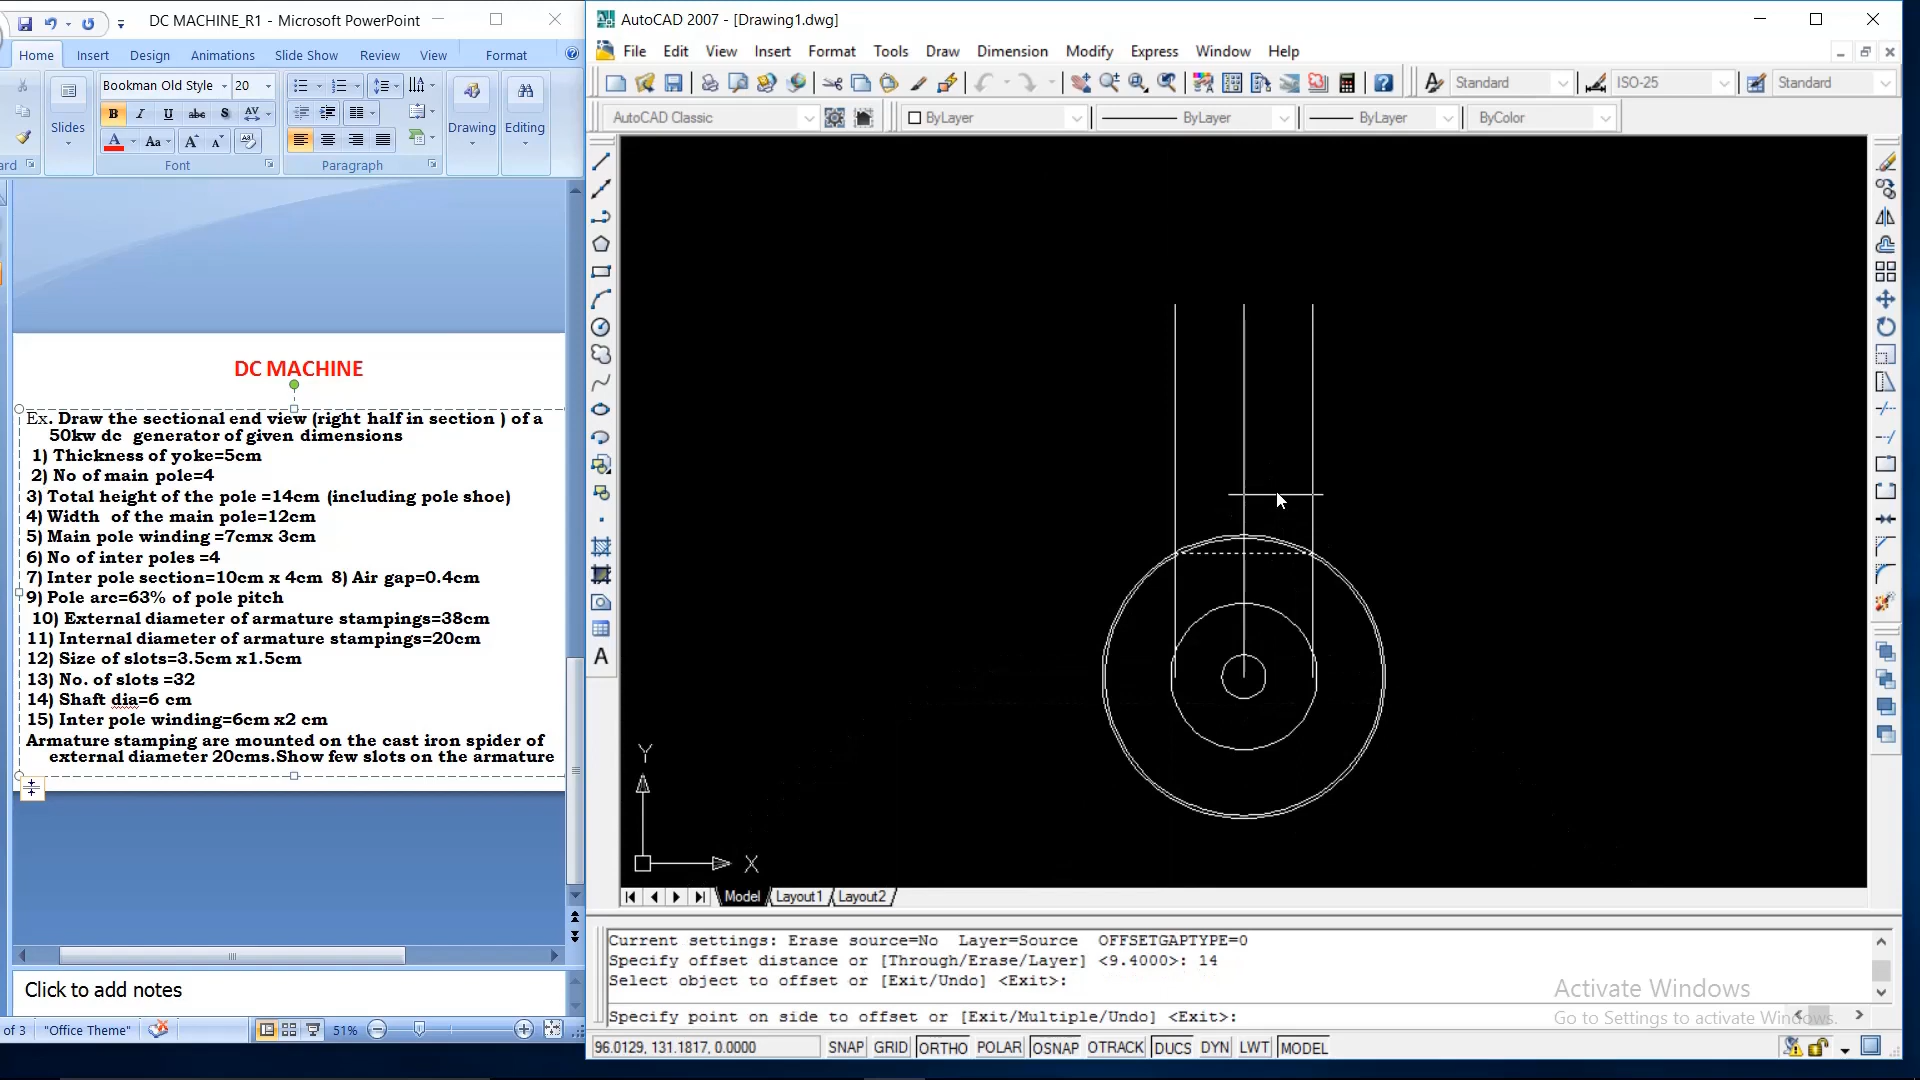 DC MACHINE_R1 - Microsoft PowerPoint
Home Insert Design Animations Slide Show Review View Format
Bookman Old Style 20
B I U abc S AV
A Aa A A
Slides
Drawing
Editing
ard Font Paragraph
DC MACHINE
Ex. Draw the sectional end view (right half in section ) of a
50kw dc generator of given dimensions
1) Thickness of yoke=5cm
2) No of main pole=4
3) Total height of the pole =14cm (including pole shoe)
4) Width of the main pole=12cm
5) Main pole winding =7cmx 3cm
6) No of inter poles =4
7) Inter pole section=10cm x 4cm 8) Air gap=0.4cm
9) Pole arc=63% of pole pitch
10) External diameter of armature stampings=38cm
11) Internal diameter of armature stampings=20cm
12) Size of slots=3.5cm x1.5cm
13) No. of slots =32
14) Shaft dia=6 cm
15) Inter pole winding=6cm x2 cm
Armature stamping are mounted on the cast iron spider of
external diameter 20cms.Show few slots on the armature
Click to add notes
of 3 "Office Theme" 51%
AutoCAD 2007 - [Drawing1.dwg]
File Edit View Insert Format Tools Draw Dimension Modify Express Window Help
Standard ISO-25 Standard
AutoCAD Classic ByLayer ByLayer ByLayer ByColor
A
Y
X
Model Layout1 Layout2
Current settings: Erase source=No Layer=Source OFFSETGAPTYPE=0
Specify offset distance or [Through/Erase/Layer] <9.4000>: 14
Select object to offset or [Exit/Undo] <Exit>:
Specify point on side to offset or [Exit/Multiple/Undo] <Exit>:
Activate Windows
Go to Settings to activate Windows.
96.0129, 131.1817, 0.0000 SNAP GRID ORTHO POLAR OSNAP OTRACK DUCS DYN LWT MODEL